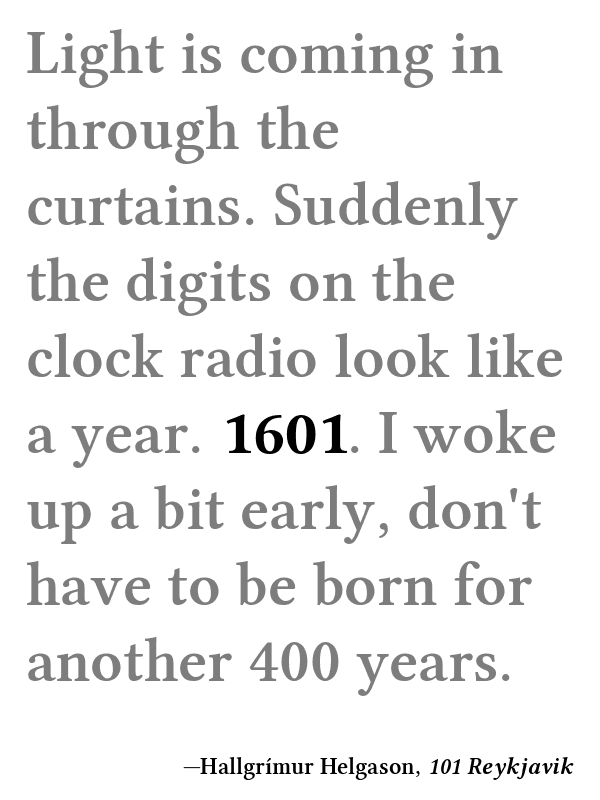 Light is coming in
through the
curtains. Suddenly
the digits on the
clock radio look like
a year. 1601. I woke
up a bit early, don't
have to be born for
another 400 years.
—Hallgrímur Helgason, 101 Reykjavik